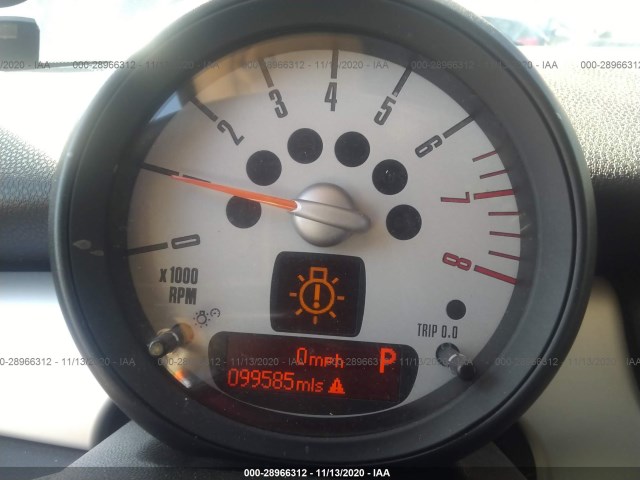 000-28966312 - 11/13/2020 - IAA
000-28966312 - 11/13/2020 - IAA
000-28966312 - 11/13/2020 - IAA
0 2 3 4 5 6 7 8
x1000
RPM
TRIP 0.0
0mph P
099585mls
000-28966312 - 11/13/2020 - IAA
000-28966312 - 11/13/2020 - IAA
000-28966312 - 11/13/2020 - IAA
000-28966312 - 11/13/2020 - IAA